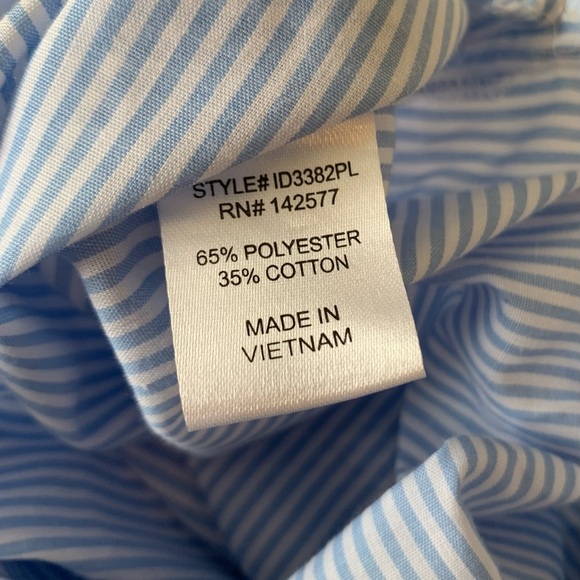 STYLE# ID3382PL
RN# 142577
65% POLYESTER
35% COTTON
MADE IN
VIETNAM